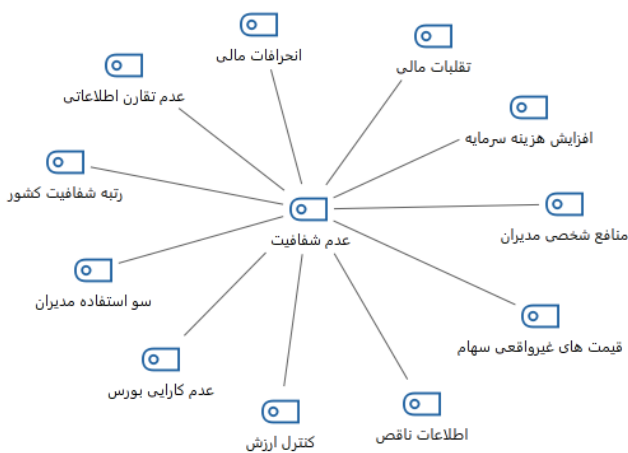 انحرافات مالی
تقلبات مالی
عدم تقارن اطلاعاتی
افزایش هزینه سرمایه
رتبه شفافیت کشور
عدم شفافیت
منافع شخصی مدیران
سو استفاده مدیران
قیمت های غیرواقعی سهام
عدم کارایی بورس
اطلاعات ناقص
کنترل ارزش